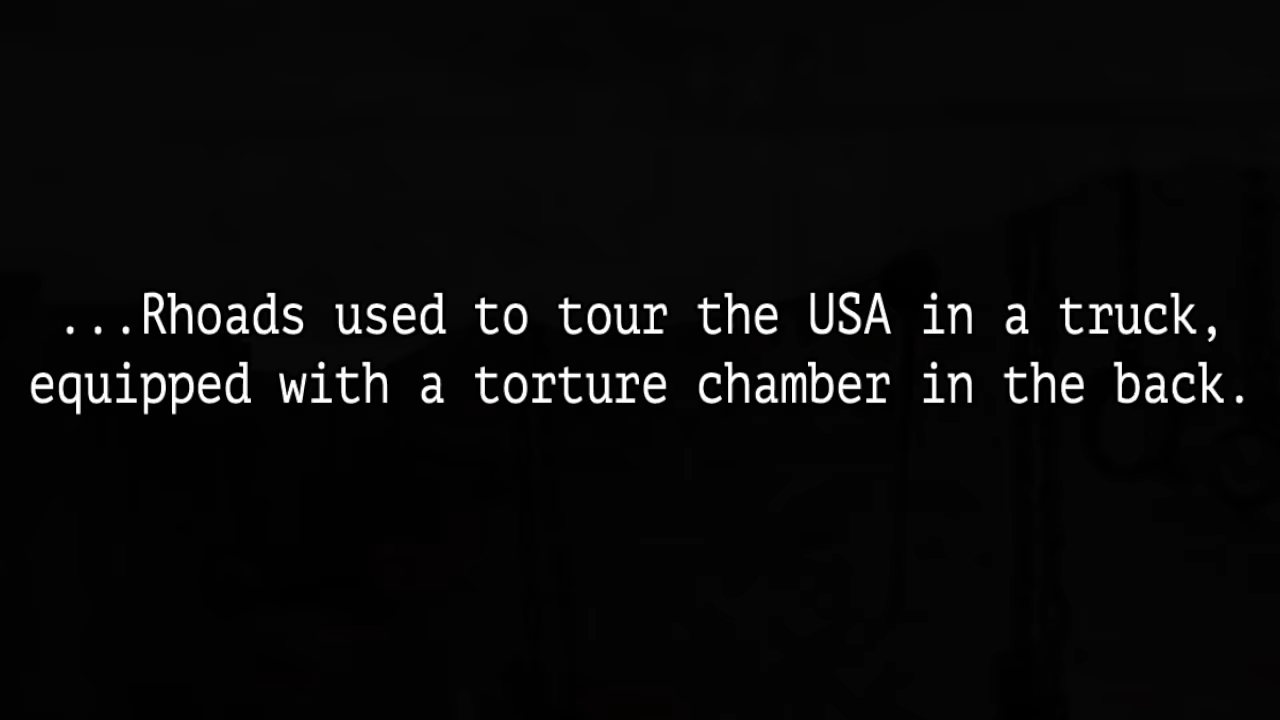 ...Rhoads used to tour the USA in a truck,
equipped with a torture chamber in the back.